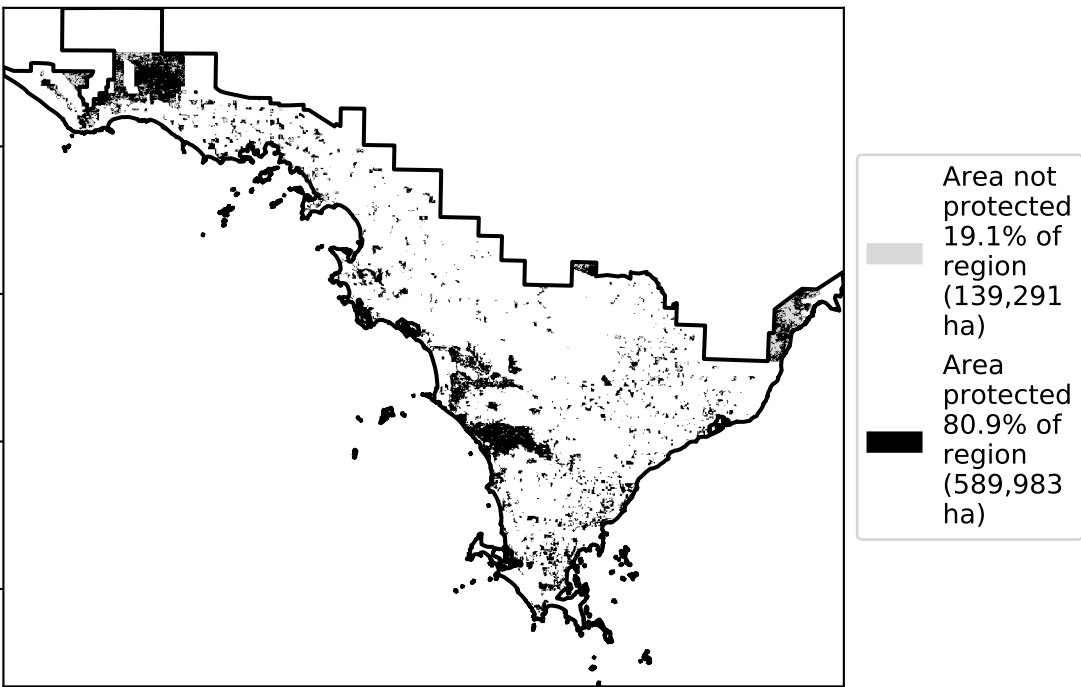 Area not
protected
19.1% of
region
(139,291
ha)
Area
protected
80.9% of
region
(589,983
ha)